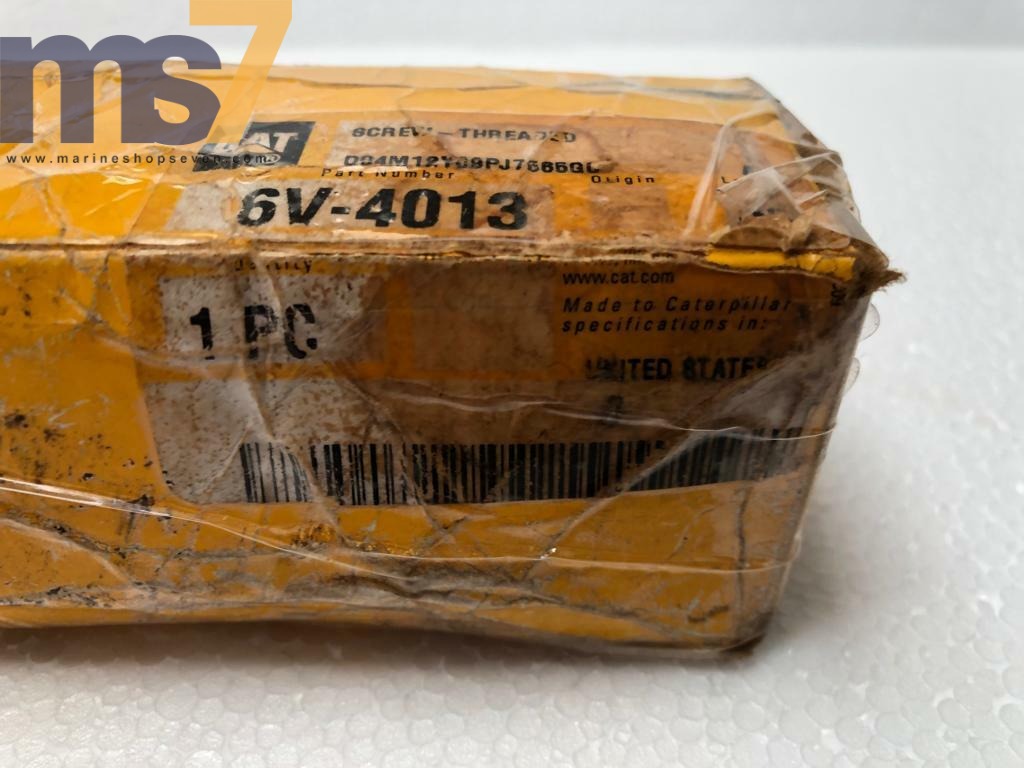 ms7
www.marineshopseven.com
CAT
SCREW-THREADED
Part Number
Origin
6V-4013
www.cat.com
1 PC
Made to Caterpillar
specifications in:
UNITED STATES